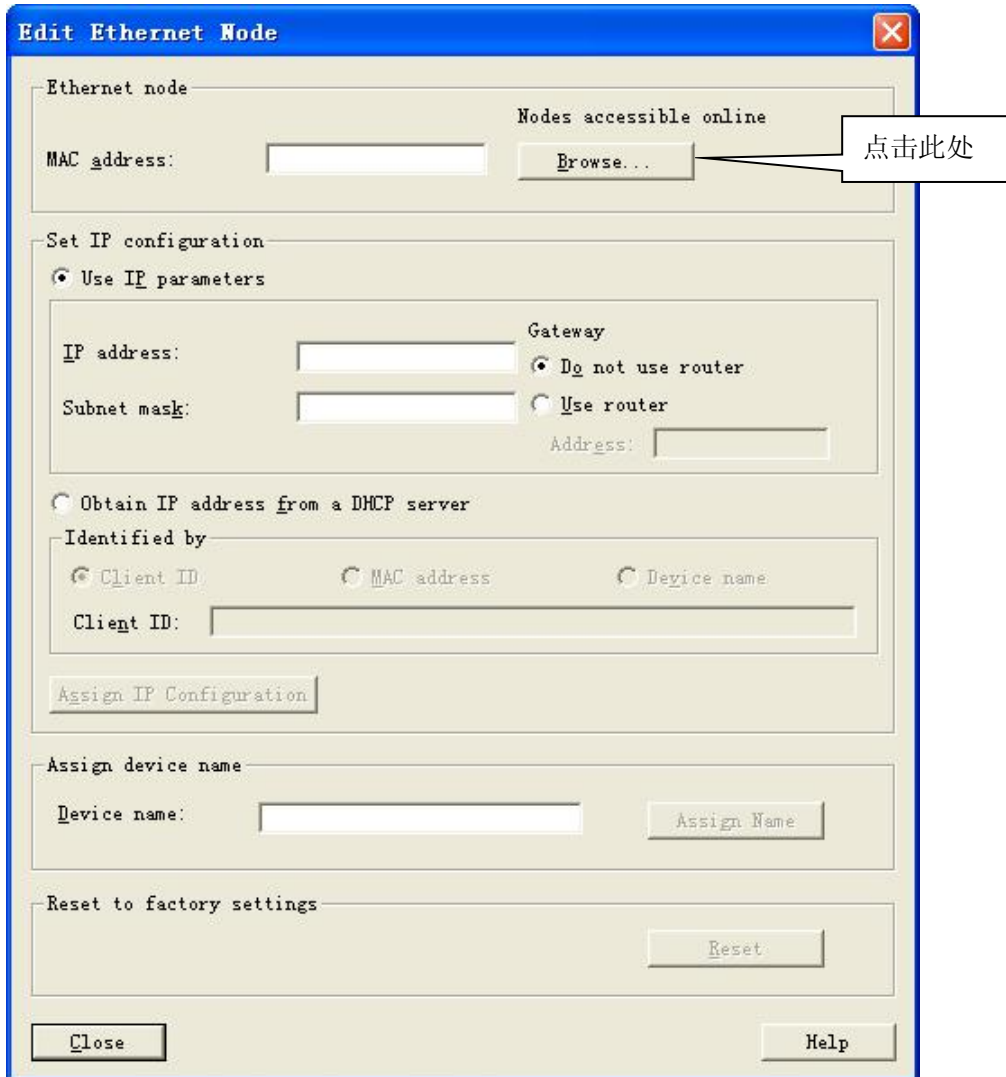 Edit Ethernet Node
Ethernet node
Nodes accessible online
MAC address:
Browse...
点击此处
Set IP configuration
Use IP parameters
Gateway
IP address:
Do not use router
Subnet mask:
Use router
Address:
Obtain IP address from a DHCP server
Identified by
Client ID
MAC address
Device name
Client ID:
Assign IP Configuration
Assign device name
Device name:
Assign Name
Reset to factory settings
Reset
Close
Help